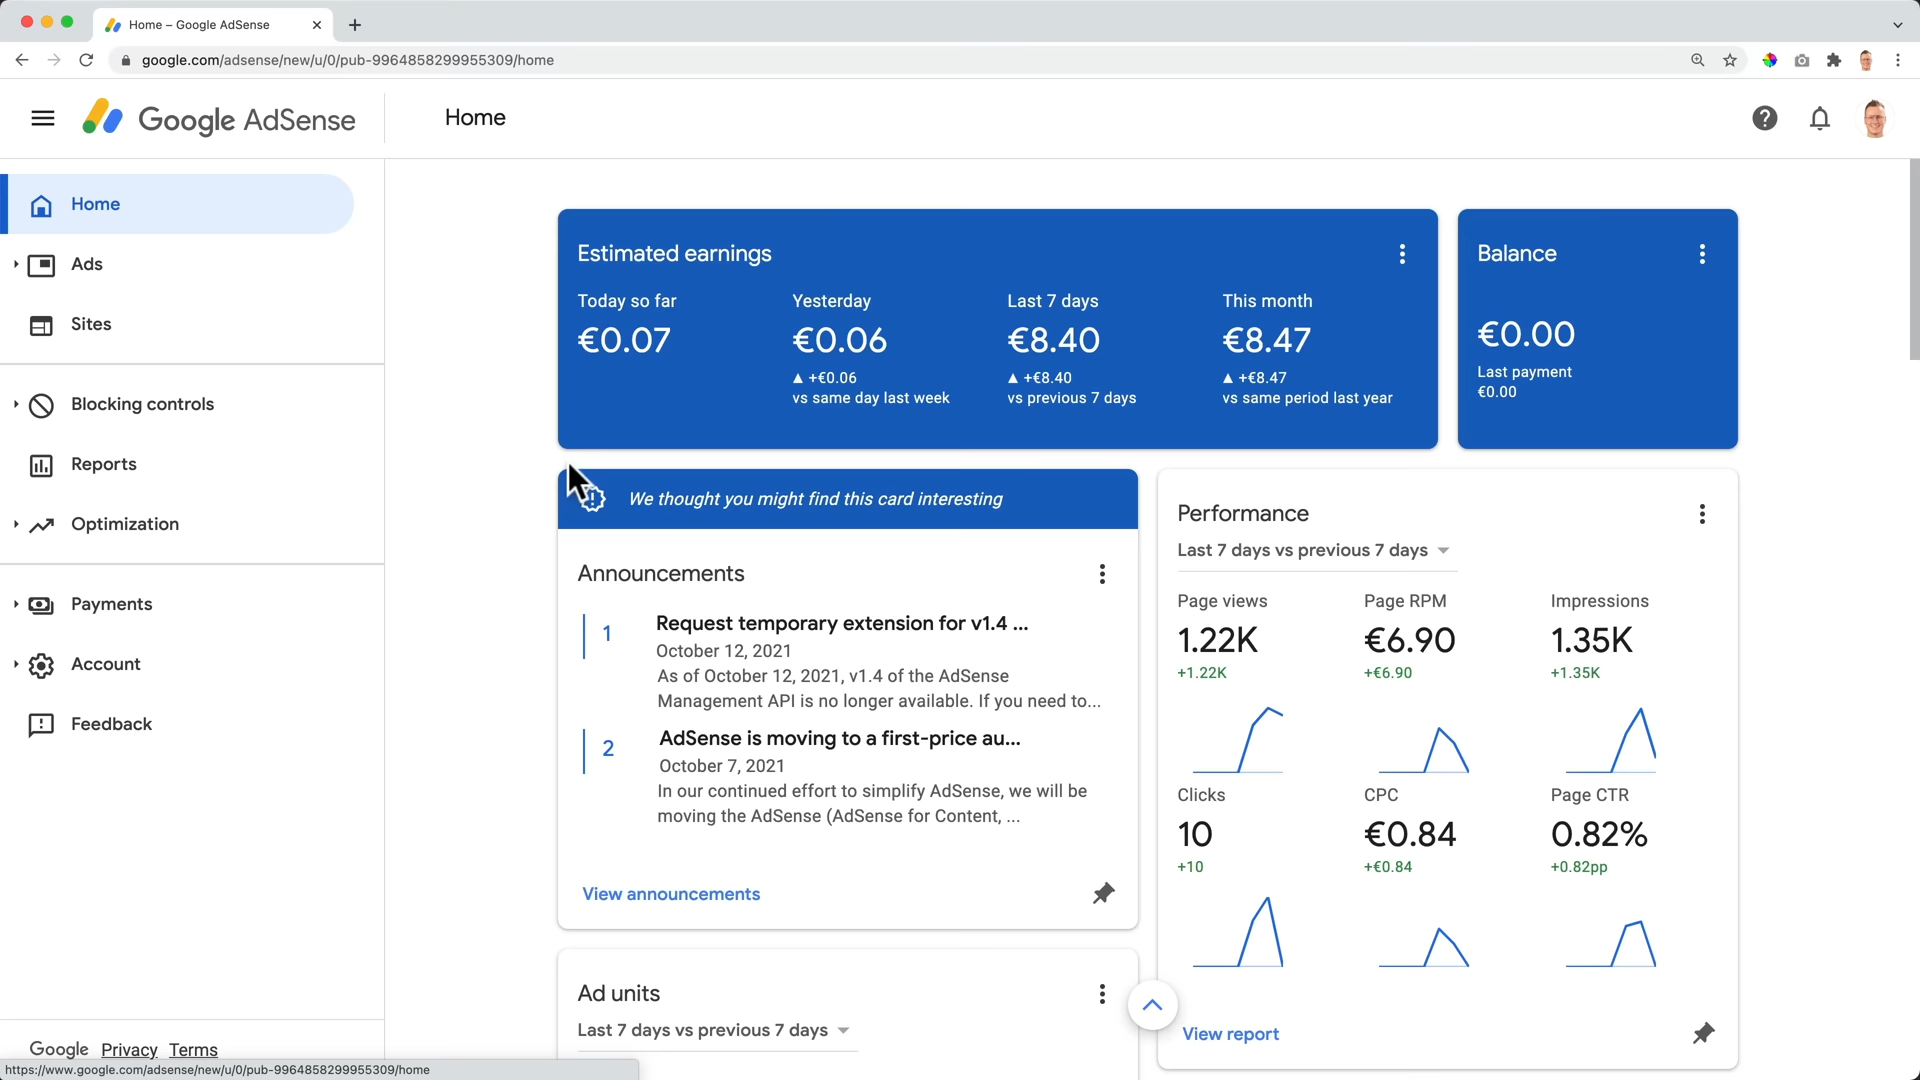 Home – Google AdSense
google.com/adsense/new/u/0/pub-9964858299955309/home
Google AdSense
Home
Home
Ads
Sites
Blocking controls
Reports
Optimization
Payments
Account
Feedback
Google Privacy Terms
https://www.google.com/adsense/new/u/0/pub-9964858299955309/home
Estimated earnings
Today so far
€0.07
Yesterday
€0.06
▲ +€0.06
vs same day last week
Last 7 days
€8.40
▲ +€8.40
vs previous 7 days
This month
€8.47
▲ +€8.47
vs same period last year
Balance
€0.00
Last payment
€0.00
We thought you might find this card interesting
Announcements
1
Request temporary extension for v1.4 ...
October 12, 2021
As of October 12, 2021, v1.4 of the AdSense
Management API is no longer available. If you need to...
2
AdSense is moving to a first-price au...
October 7, 2021
In our continued effort to simplify AdSense, we will be
moving the AdSense (AdSense for Content, ...
View announcements
Ad units
Last 7 days vs previous 7 days
Performance
Last 7 days vs previous 7 days
Page views
1.22K
+1.22K
Page RPM
€6.90
+€6.90
Impressions
1.35K
+1.35K
Clicks
10
+10
CPC
€0.84
+€0.84
Page CTR
0.82%
+0.82pp
View report